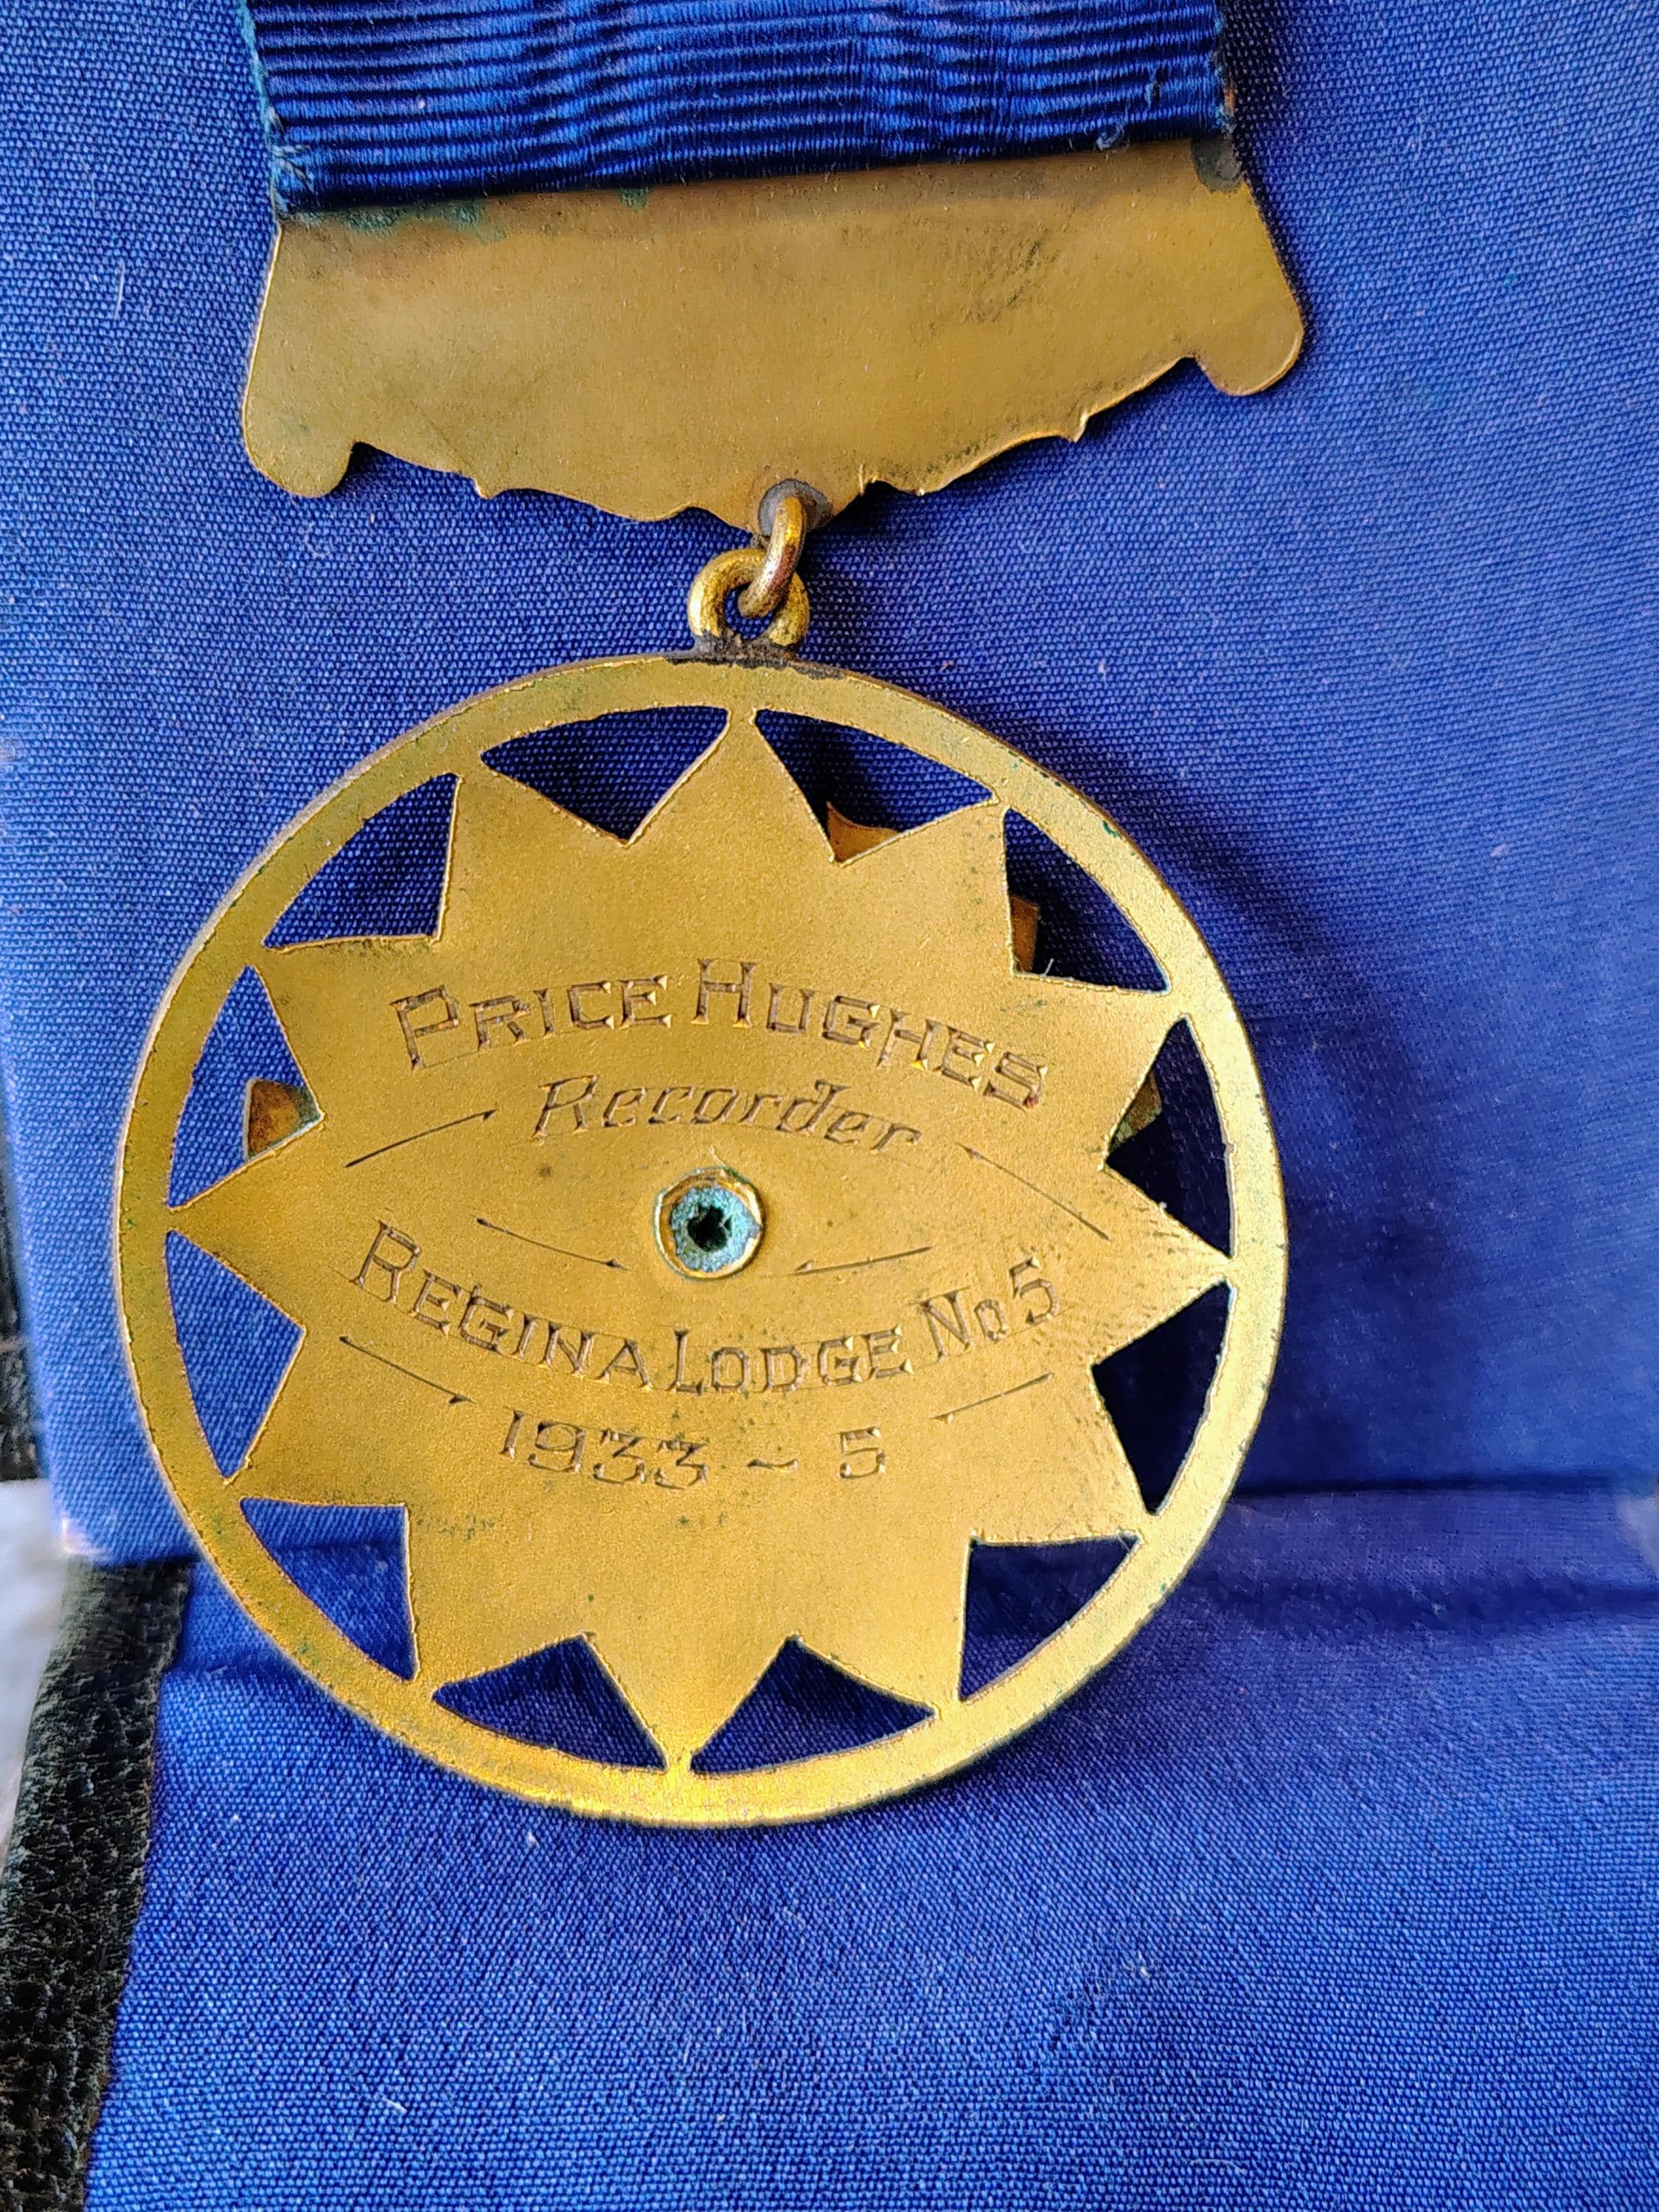 PRICE HUGHES
Recorder
REGINA LODGE No 5
1933 - 5